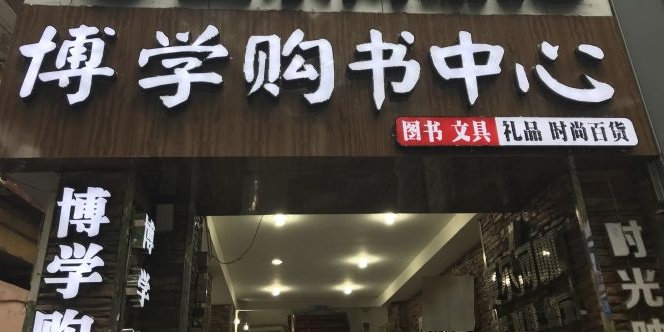 博学购书中心
图书 文具 礼品 时尚百货
博学购
时光